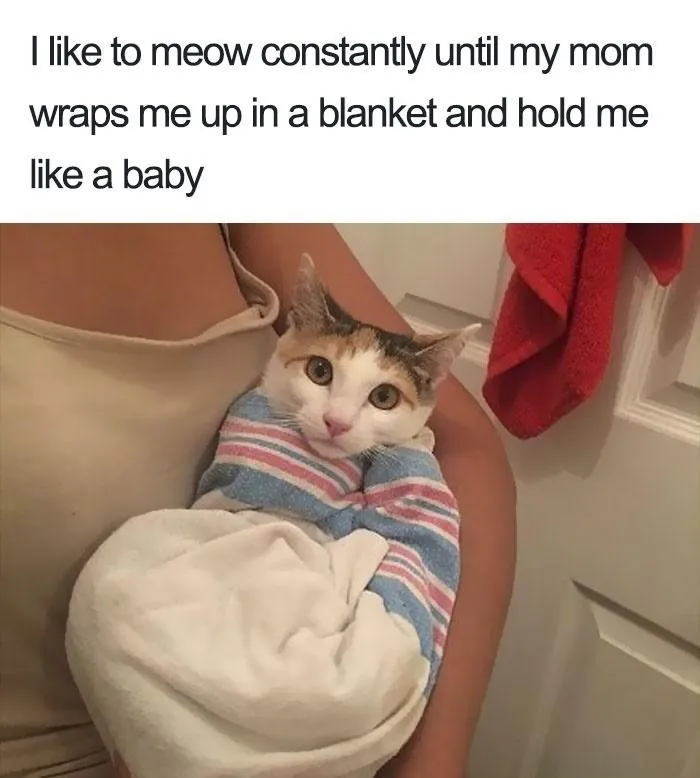 I like to meow constantly until my mom
wraps me up in a blanket and hold me
like a baby